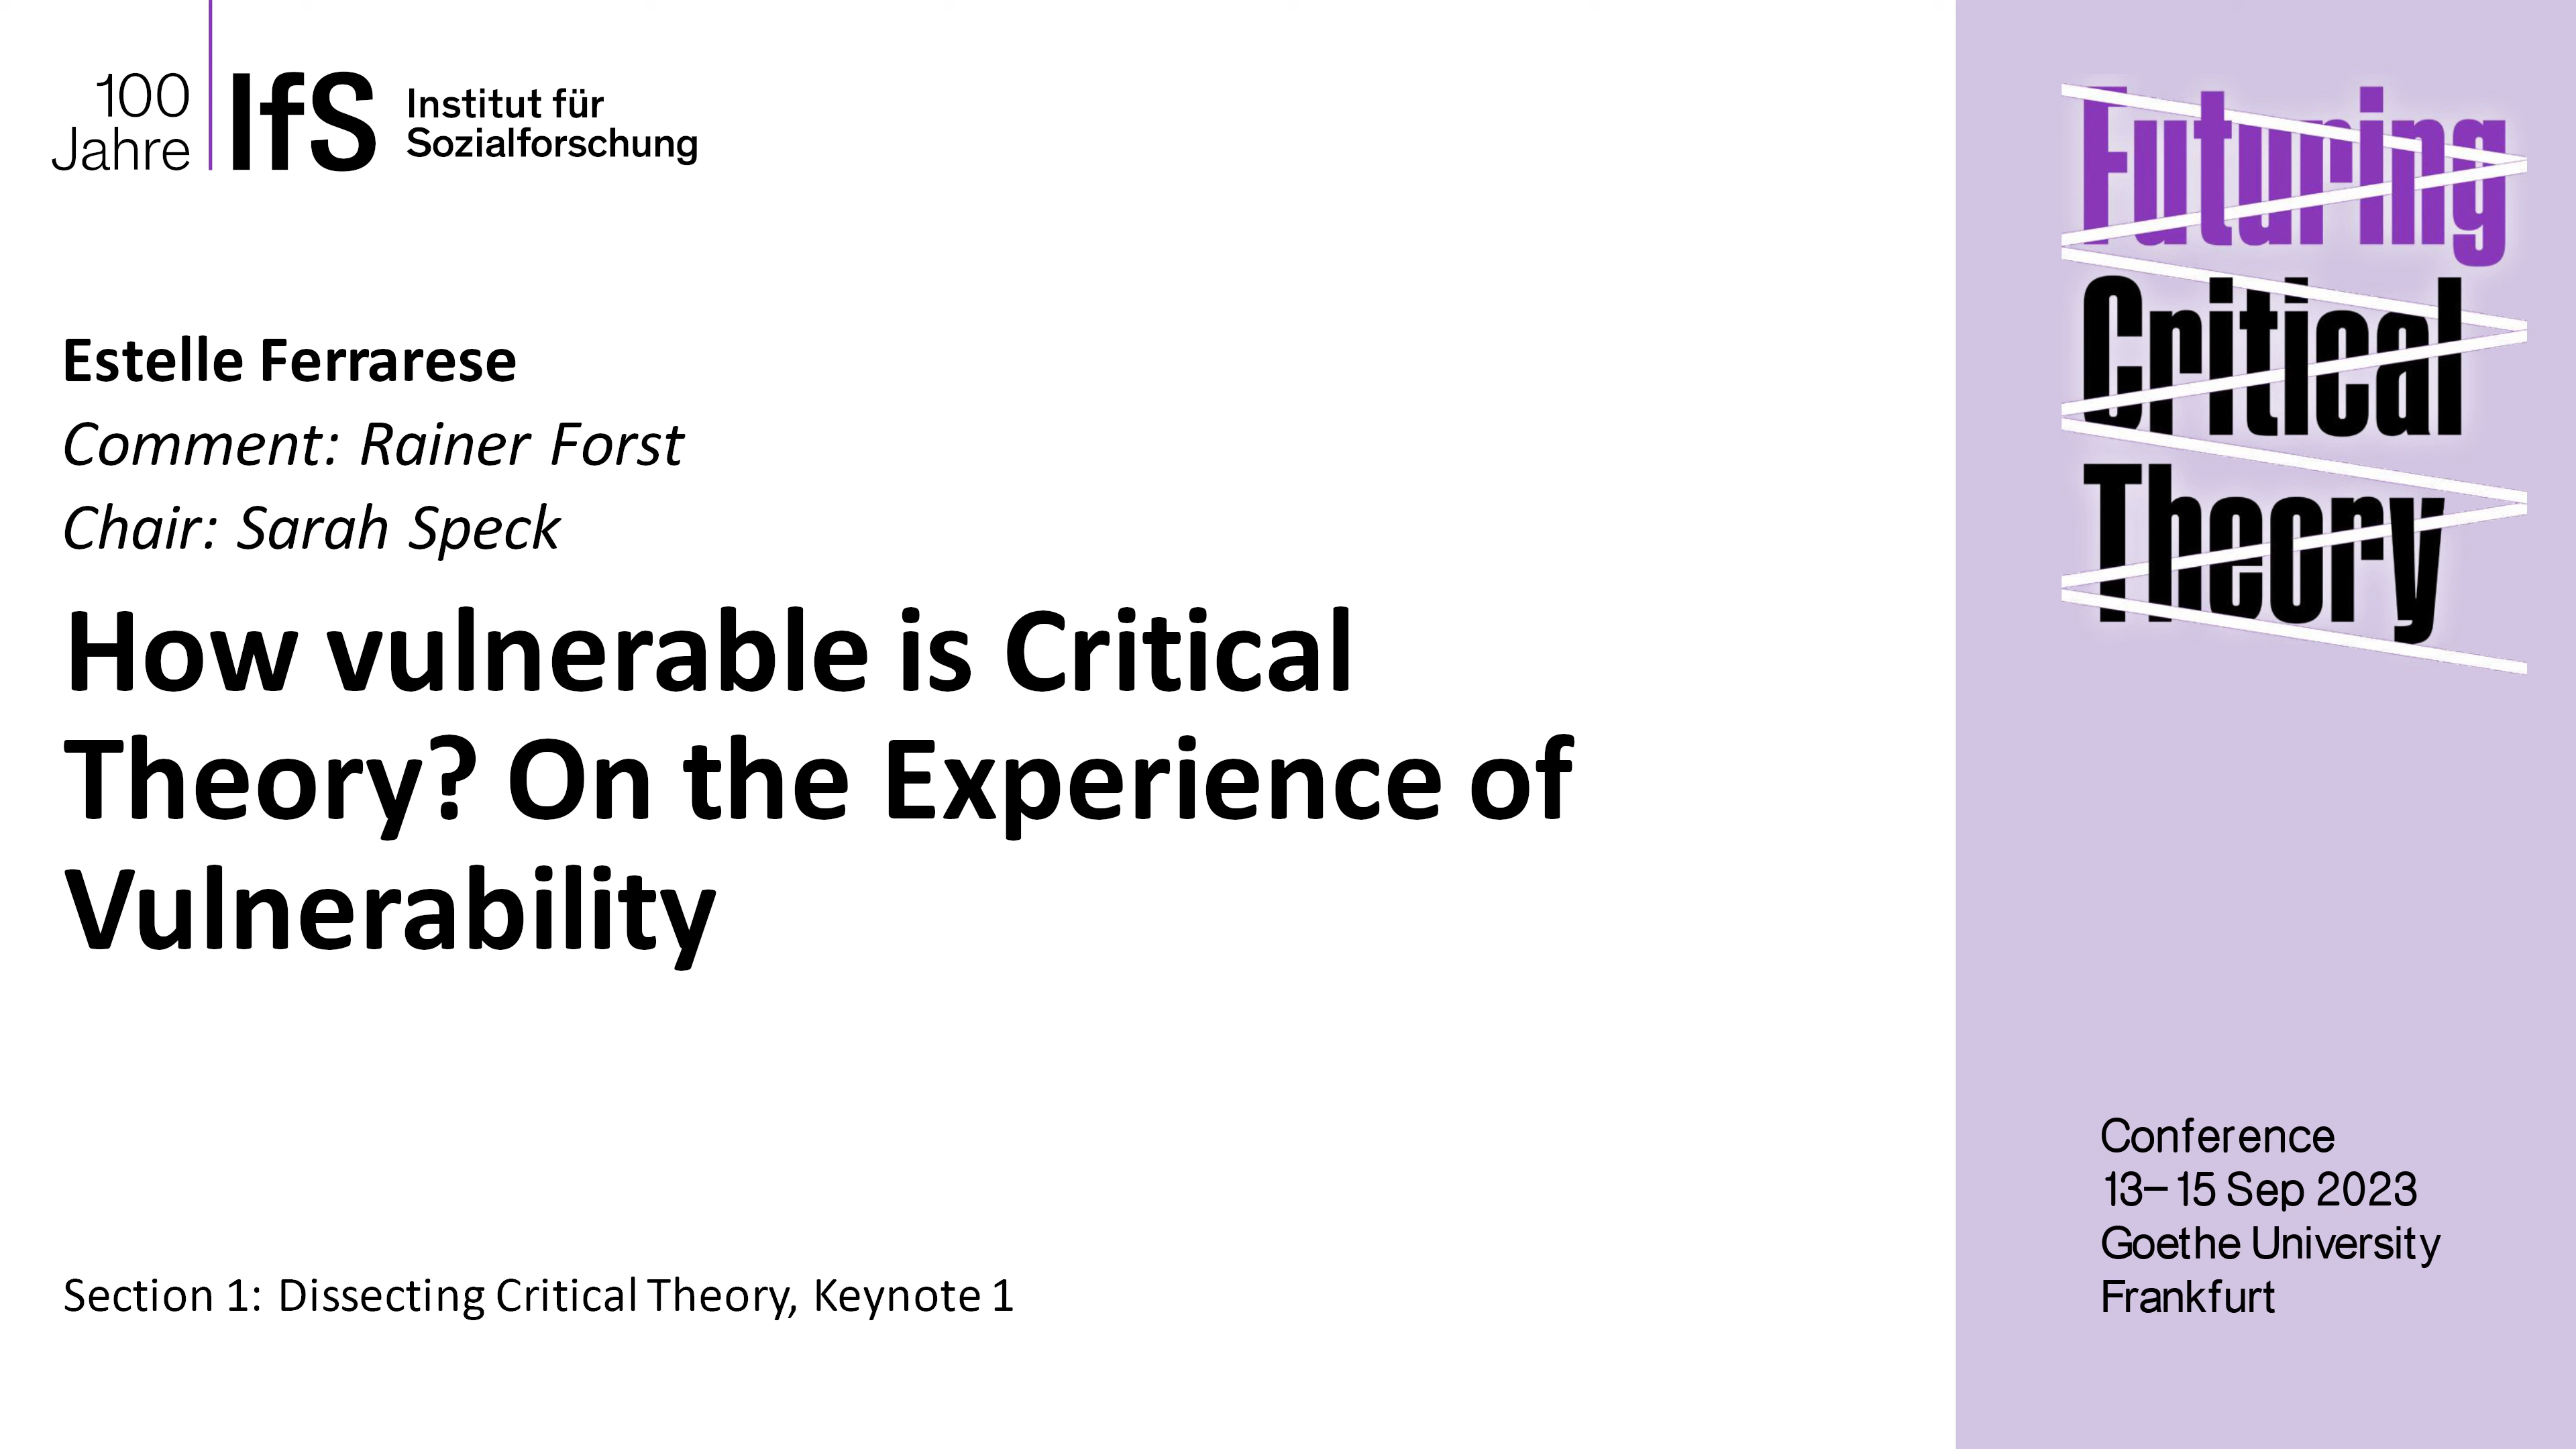 100
Jahre
IfS
Institut für
Sozialforschung
Estelle Ferrarese
Comment: Rainer Forst
Chair: Sarah Speck
How vulnerable is Critical
Theory? On the Experience of
Vulnerability
Section 1: Dissecting Critical Theory, Keynote 1
Futuring
Critical
Theory
Conference
13–15 Sep 2023
Goethe University
Frankfurt